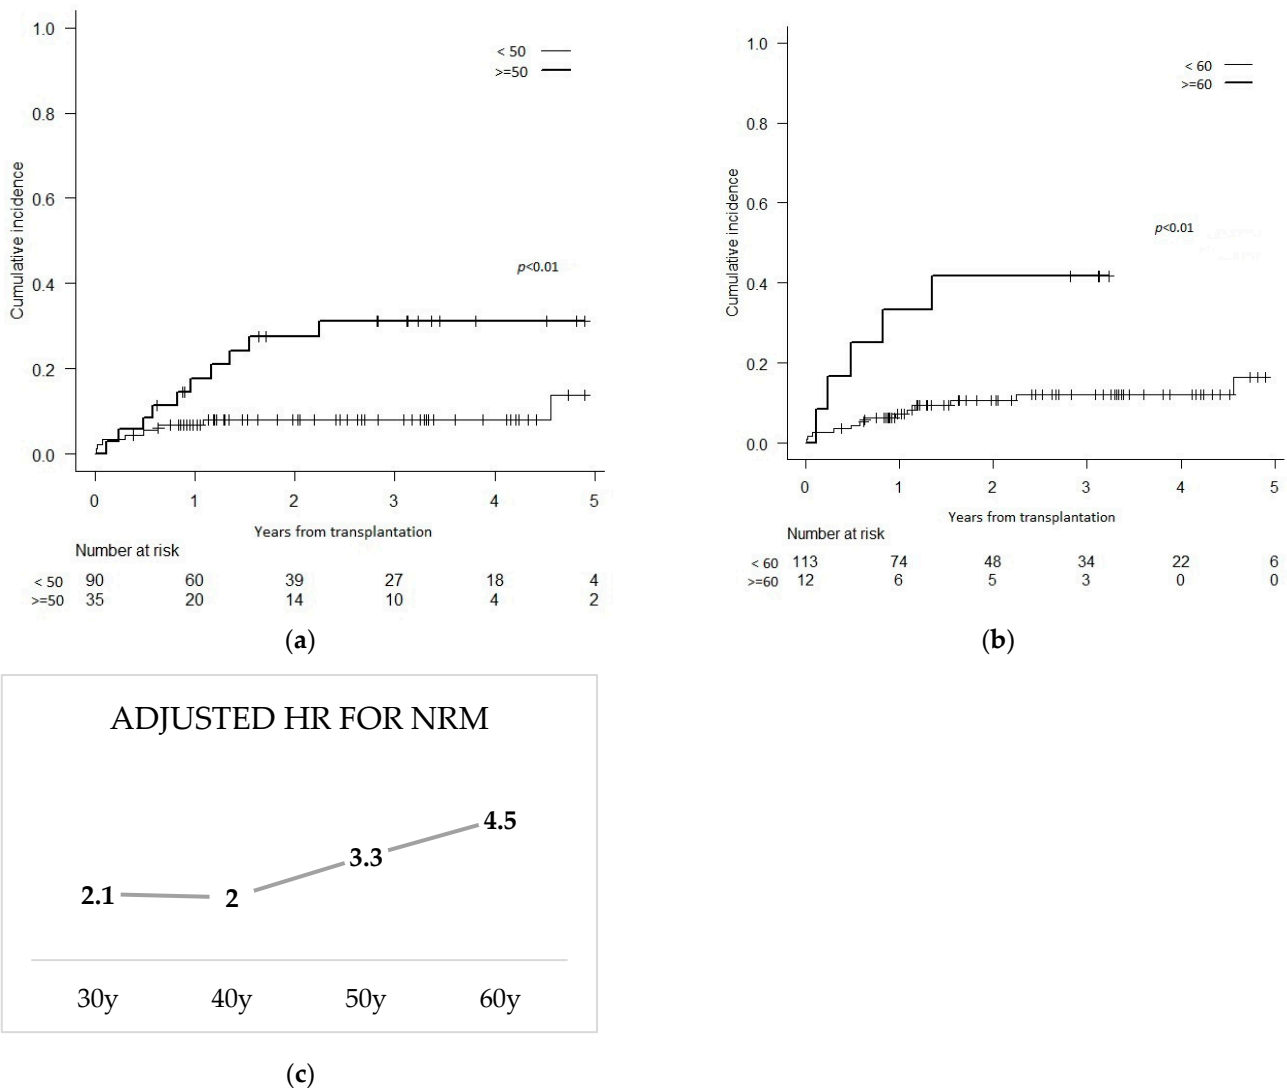 1.0
0.8
0.6
0.4
0.2
0.0
Cumulative incidence
< 50
>=50
p<0.01
0 1 2 3 4 5
Years from transplantation
Number at risk
< 50 90 60 39 27 18 4
>=50 35 20 14 10 4 2
(a)
1.0
0.8
0.6
0.4
0.2
0.0
Cumulative incidence
< 60
>=60
p<0.01
0 1 2 3 4 5
Years from transplantation
Number at risk
< 60 113 74 48 34 22 6
>=60 12 6 5 3 0 0
(b)
ADJUSTED HR FOR NRM
2.1 2 3.3 4.5
30y 40y 50y 60y
(c)